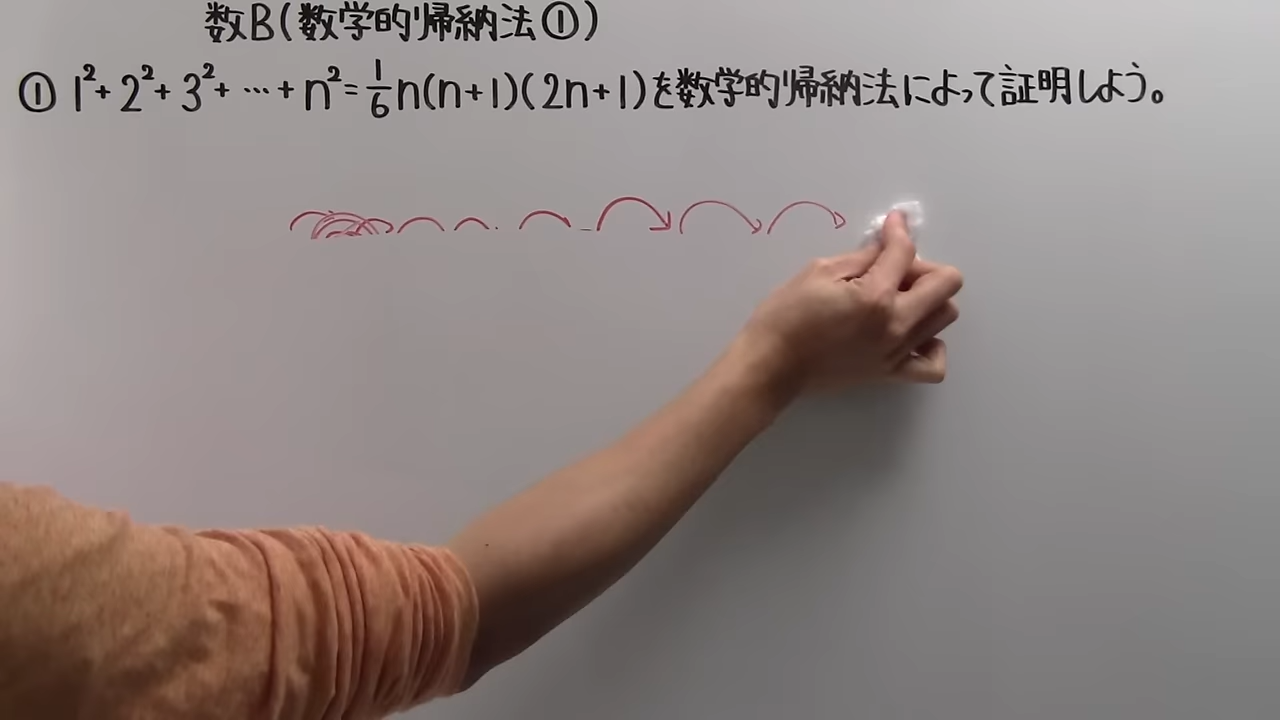 数B(数学的帰納法①)
① 1²+2²+3²+…+n²=1/6n(n+1)(2n+1)を数学的帰納法によって証明しよう。